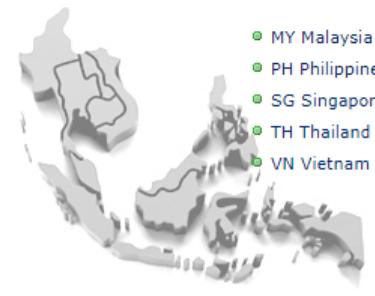 MY Malaysia
PH Philippine
SG Singapor
TH Thailand
VN Vietnam